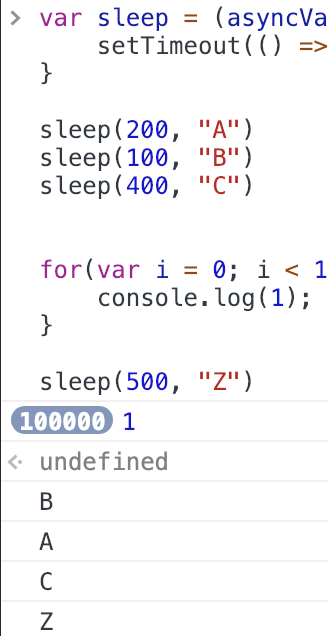 > var sleep = (asyncVa
setTimeout(() =>
}
sleep(200, "A")
sleep(100, "B")
sleep(400, "C")
for(var i = 0; i < 1
console.log(1);
}
sleep(500, "Z")
100000 1
undefined
B
A
C
Z